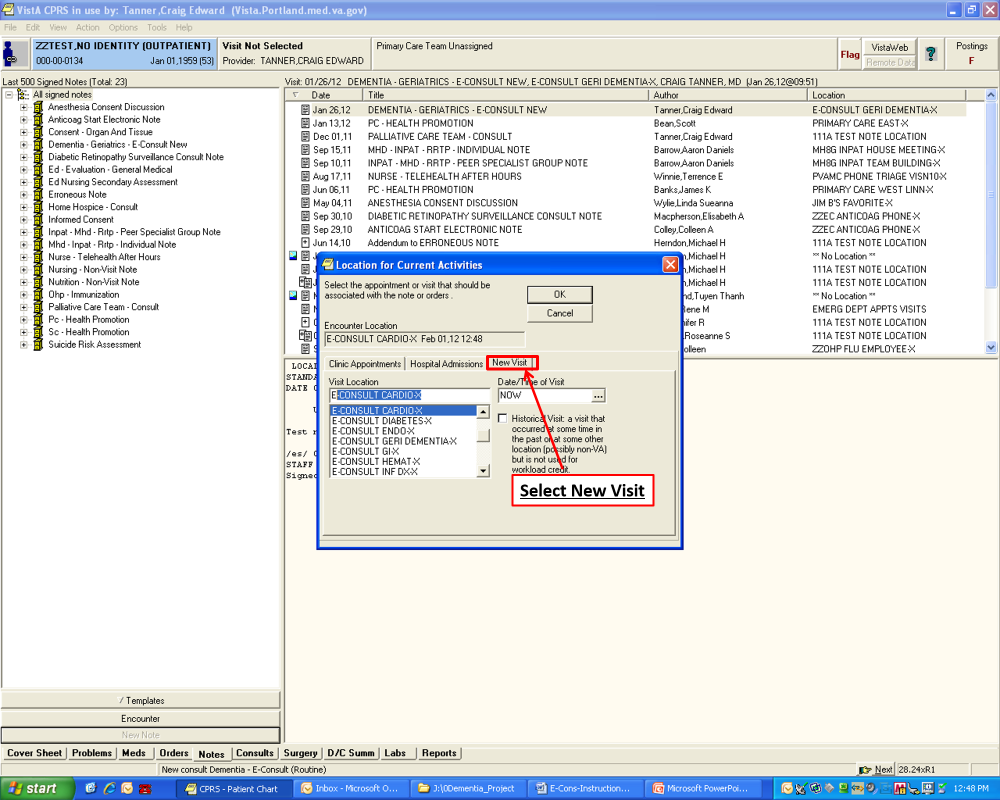 VistA CPRS in use by: Tanner,Craig Edward (Vista.Portland.med.va.gov)
File Edit View Action Options Tools Help
ZZTEST,NO IDENTITY (OUTPATIENT)
000-00-0134 Jan 01,1959 (53)
Visit Not Selected
Provider: TANNER,CRAIG EDWARD
Primary Care Team Unassigned
Flag
VistaWeb
Remote Data
?
Postings
F
Last 500 Signed Notes (Total: 23)
All signed notes
Anesthesia Consent Discussion
Anticoag Start Electronic Note
Consent - Organ And Tissue
Dementia - Geriatrics - E-Consult New
Diabetic Retinopathy Surveillance Consult Note
Ed - Evaluation - General Medical
Ed Nursing Secondary Assessment
Erroneous Note
Home Hospice - Consult
Informed Consent
Inpat - Mhd - Rrtp - Peer Specialist Group Note
Mhd - Inpat - Rrtp - Individual Note
Nurse - Telehealth After Hours
Nursing - Non-Visit Note
Nutrition - Non-Visit Note
Ohp - Immunization
Palliative Care Team - Consult
Pc - Health Promotion
Sc - Health Promotion
Suicide Risk Assessment
Visit: 01/26/12 DEMENTIA - GERIATRICS - E-CONSULT NEW, E-CONSULT GERI DEMENTIA-X, CRAIG TANNER, MD (Jan 26,12@09:51)
Date Title Author Location
Jan 26,12 DEMENTIA - GERIATRICS - E-CONSULT NEW Tanner,Craig Edward E-CONSULT GERI DEMENTIA-X
Jan 13,12 PC - HEALTH PROMOTION Bean,Scott PRIMARY CARE EAST-X
Dec 01,11 PALLIATIVE CARE TEAM - CONSULT Tanner,Craig Edward 111A TEST NOTE LOCATION
Sep 15,11 MHD - INPAT - RRTP - INDIVIDUAL NOTE Barrow,Aaron Daniels MH8G INPAT HOUSE MEETING-X
Sep 10,11 INPAT - MHD - RRTP - PEER SPECIALIST GROUP NOTE Barrow,Aaron Daniels MH8G INPAT TEAM BUILDING-X
Aug 17,11 NURSE - TELEHEALTH AFTER HOURS Winnie,Terrence E PVAMC PHONE TRIAGE VISN10-X
Jun 06,11 PC - HEALTH PROMOTION Banks,James K PRIMARY CARE WEST LINN-X
May 04,11 ANESTHESIA CONSENT DISCUSSION Wylie,Linda Sueanna JIM B'S FAVORITE-X
Sep 30,10 DIABETIC RETINOPATHY SURVEILLANCE CONSULT NOTE Macpherson,Elisabeth A ZZEC ANTICOAG PHONE-X
Sep 29,10 ANTICOAG START ELECTRONIC NOTE Colley,Colleen A ZZEC ANTICOAG PHONE-X
Jun 14,10 Addendum to ERRONEOUS NOTE Herndon,Michael H 111A TEST NOTE LOCATION
,Michael H ** No Location **
,Michael H 111A TEST NOTE LOCATION
,Michael H 111A TEST NOTE LOCATION
nd,Tuyen Thanh ** No Location **
Rene M EMERG DEPT APPTS VISITS
ifer R 111A TEST NOTE LOCATION
,Roseanne S 111A TEST NOTE LOCATION
olleen ZZOHP FLU EMPLOYEE-X
LOCAL
STANDA
DATE O
Test r
/es/ C
STAFF
Signed
Location for Current Activities
Select the appointment or visit that should be
associated with the note or orders .
OK
Cancel
Encounter Location
E-CONSULT CARDIO-X Feb 01,12 12:48
Clinic Appointments Hospital Admissions New Visit
Visit Location
E-CONSULT CARDIO-X
E-CONSULT CARDIO-X
E-CONSULT DIABETES-X
E-CONSULT ENDO-X
E-CONSULT GERI DEMENTIA-X
E-CONSULT GI-X
E-CONSULT HEMAT-X
E-CONSULT INF DX-X
Date/Time of Visit
NOW ...
Historical Visit: a visit that
occurred at some time in
the past or at some other
location (possibly non-VA)
but is not used for
workload credit.
Select New Visit
Templates
Encounter
New Note
Cover Sheet Problems Meds Orders Notes Consults Surgery D/C Summ Labs Reports
New consult Dementia - E-Consult (Routine)
Next 28.24xR1
start
CPRS - Patient Chart
Inbox - Microsoft O...
J:\0Dementia_Project
E-Cons-Instruction...
Microsoft PowerPoi...
12:48 PM